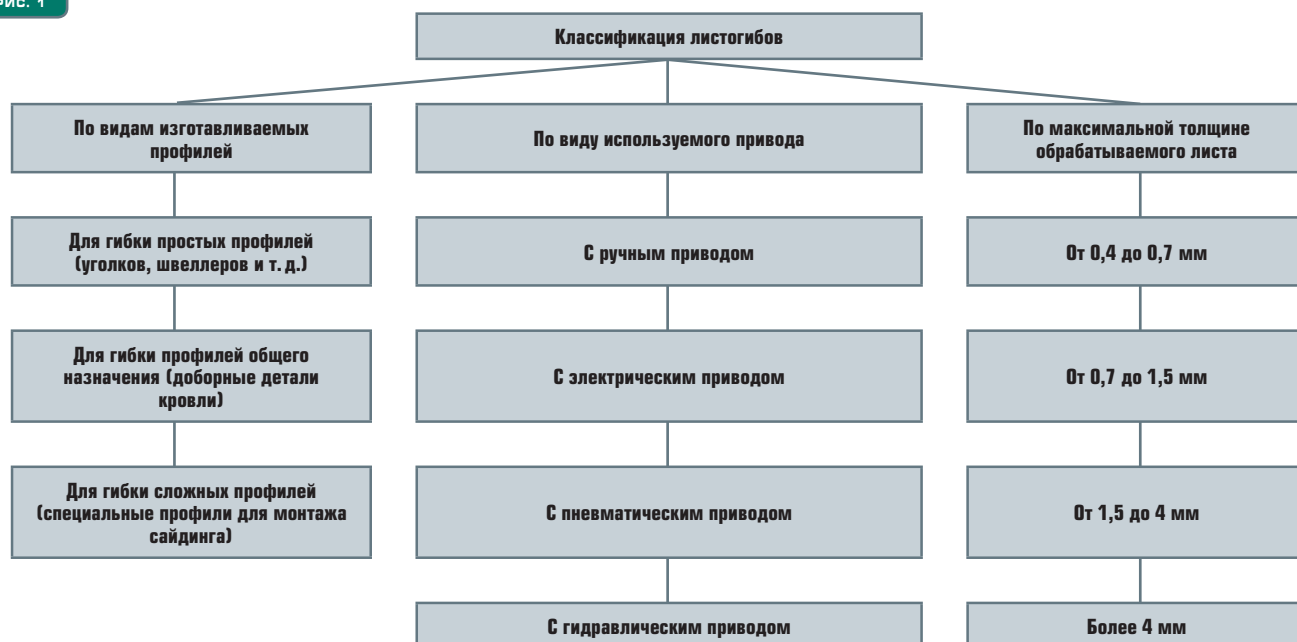 Рис. 1
Классификация листогибов
По видам изготавливаемых
профилей
По виду используемого привода
По максимальной толщине
обрабатываемого листа
Для гибки простых профилей
(уголков, швеллеров и т. д.)
С ручным приводом
От 0,4 до 0,7 мм
Для гибки профилей общего
назначения (доборные детали
кровли)
С электрическим приводом
От 0,7 до 1,5 мм
Для гибки сложных профилей
(специальные профили для монтажа
сайдинга)
С пневматическим приводом
От 1,5 до 4 мм
С гидравлическим приводом
Более 4 мм